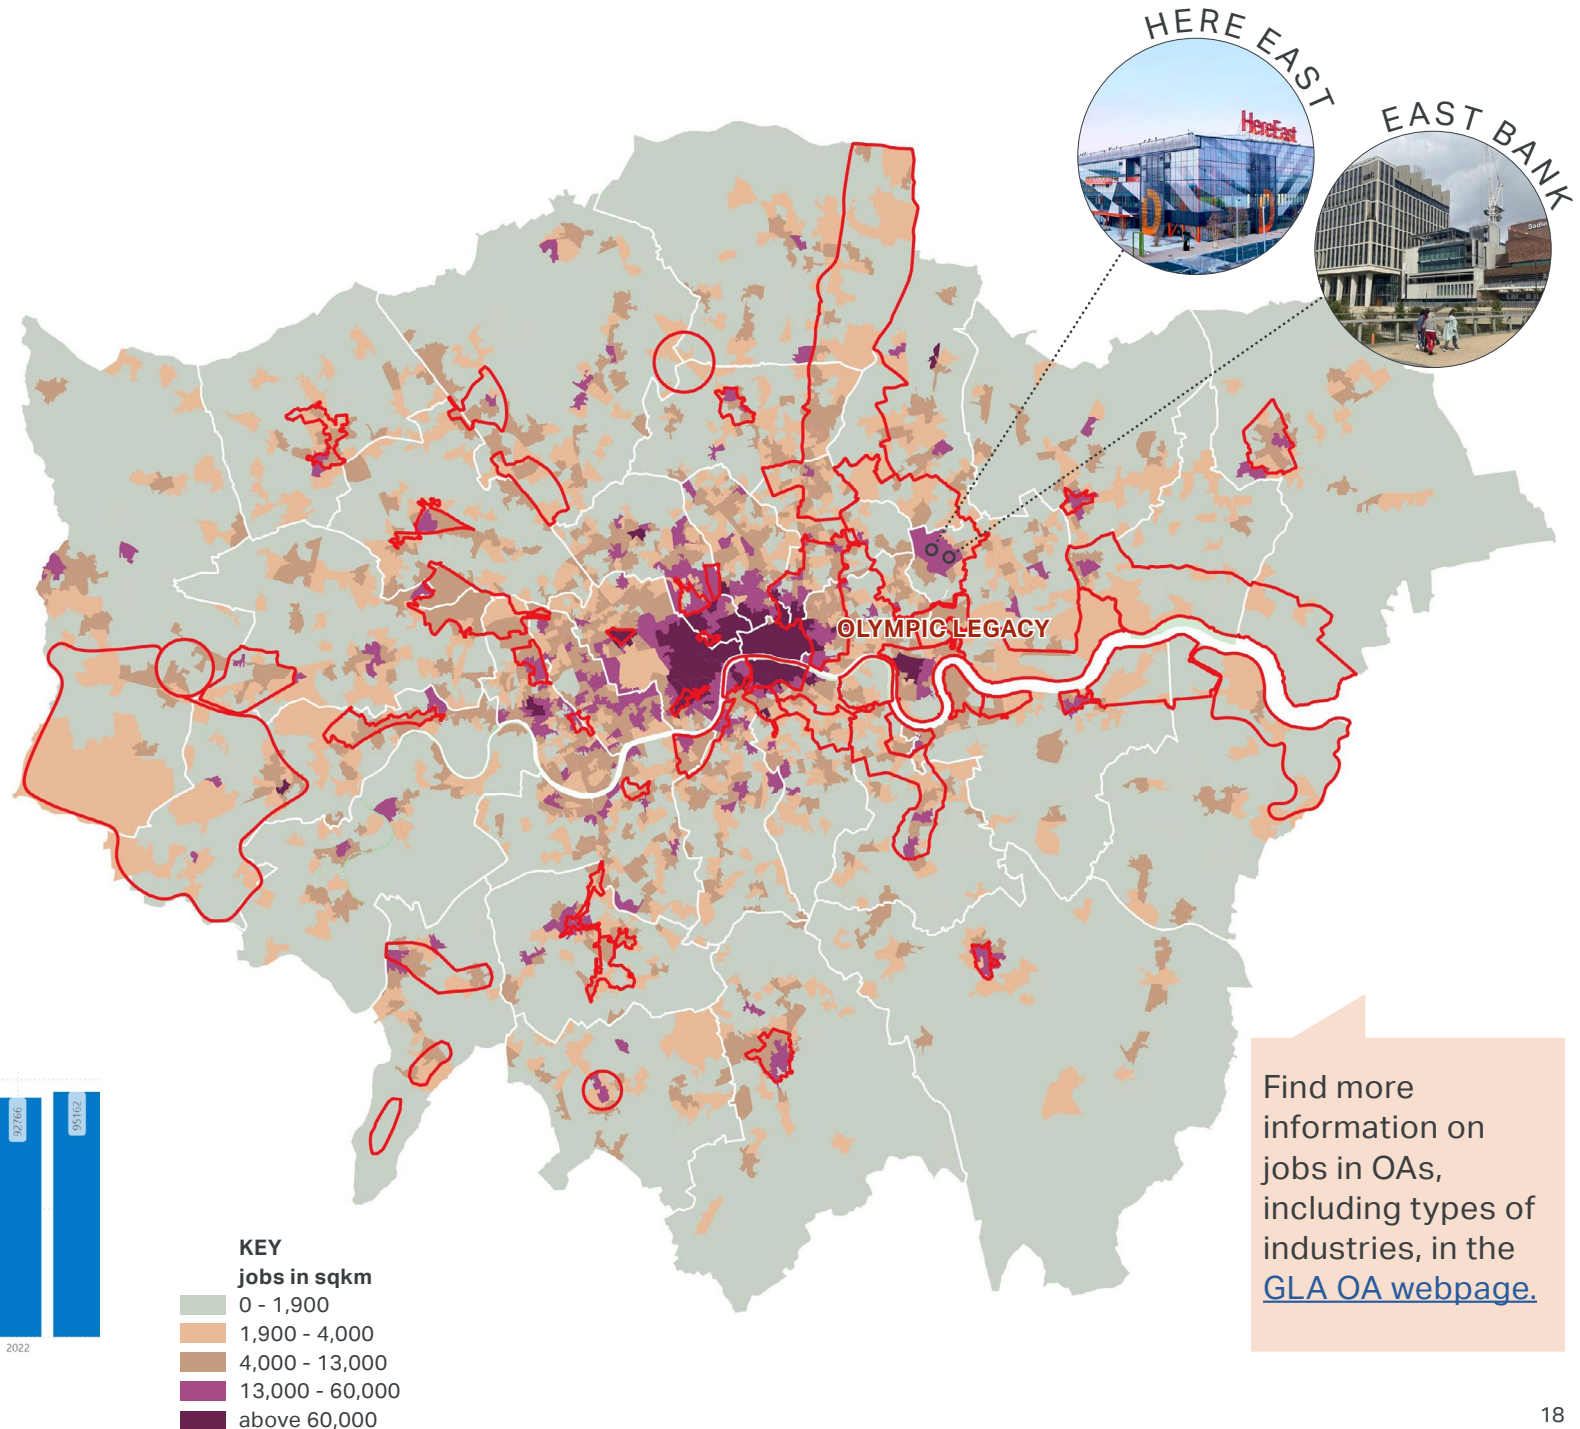 HERE EAST
HereEast
EAST BANK
Sadle
OLYMPIC LEGACY
92766
95162
2022
KEY
jobs in sqkm
0 - 1,900
1,900 - 4,000
4,000 - 13,000
13,000 - 60,000
above 60,000
Find more
information on
jobs in OAs,
including types of
industries, in the
GLA OA webpage.
18